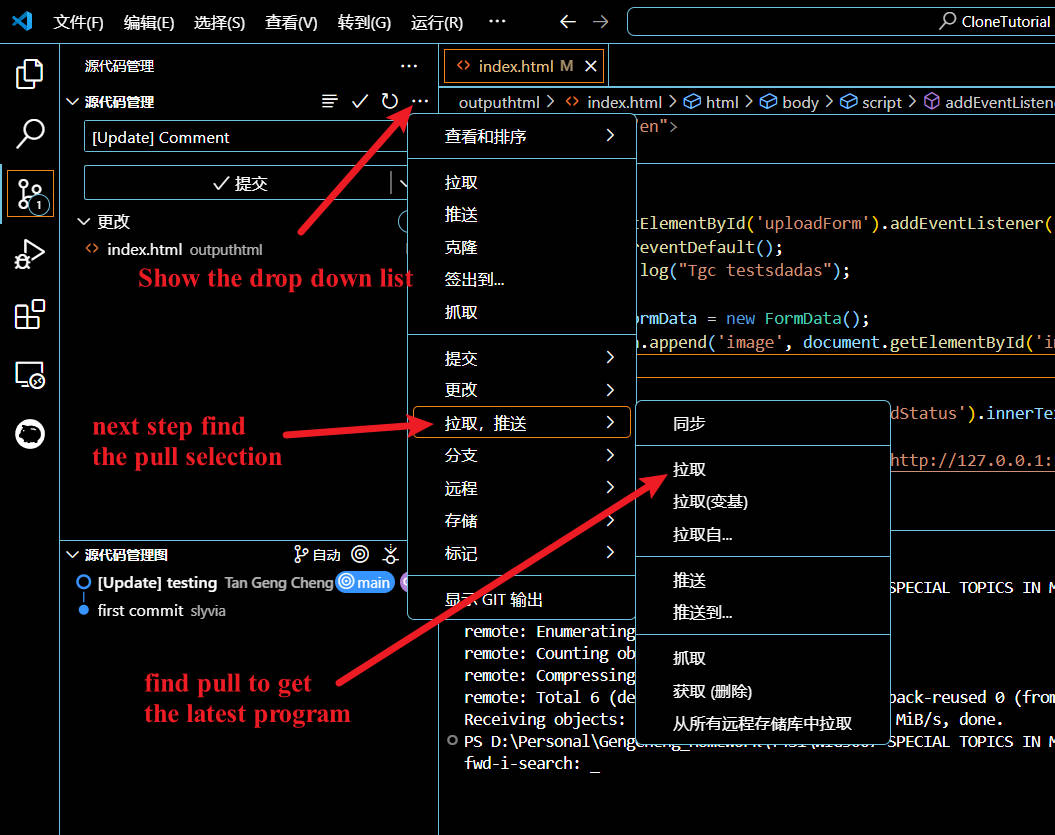 文件(F) 编辑(E) 选择(S) 查看(V) 转到(G) 运行(R) ··· CloneTutorial
源代码管理 ···
源代码管理 ···
[Update] Comment
提交
更改
index.html outputhtml
Show the drop down list
next step find
the pull selection
find pull to get
the latest program
1
源代码管理图 自动
[Update] testing Tan Geng Cheng main
first commit slyvia
index.html M
outputhtml > index.html > html > body > script > addEventListen
en">
查看和排序
拉取
推送
克隆
签出到...
抓取
提交
更改
拉取，推送
分支
远程
存储
标记
显示 GIT 输出
同步
拉取
拉取(变基)
拉取自...
推送
推送到...
抓取
获取 (删除)
从所有远程存储库中拉取
ElementById('uploadForm').addEventListener(
eventDefault();
log("Tgc testsdadas");
rmData = new FormData();
.append('image', document.getElementById('i
dStatus').innerTe
http://127.0.0.1:
SPECIAL TOPICS IN M
remote: Enumerating
remote: Counting ob
remote: Compressing
remote: Total 6 (de ack-reused 0 (from
Receiving objects: MiB/s, done.
PS D:\Personal\Geng SPECIAL TOPICS IN M
fwd-i-search: _